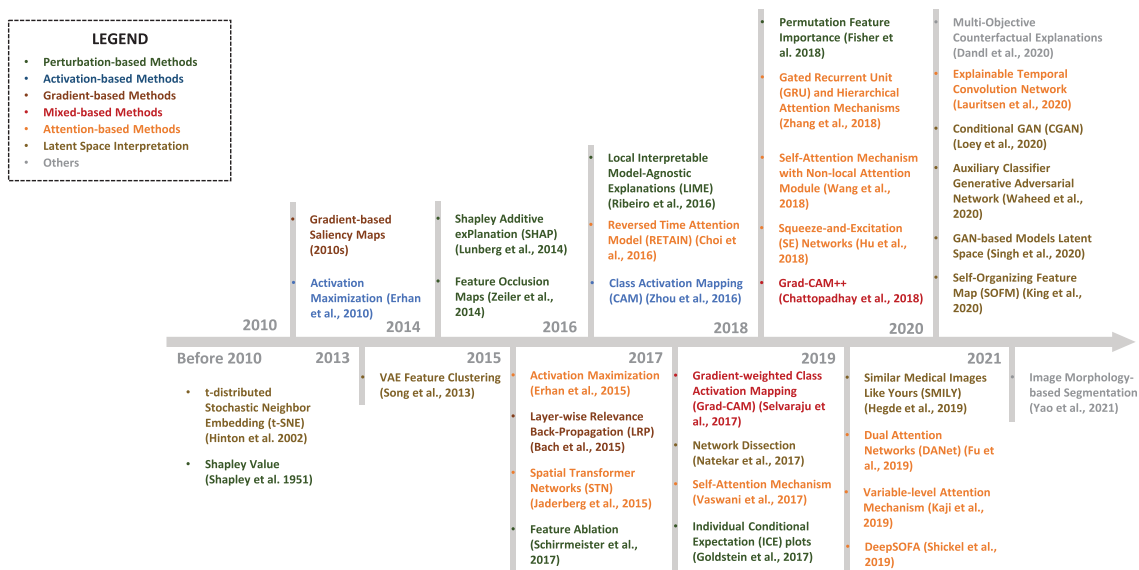 LEGEND
• Perturbation-based Methods
• Activation-based Methods
• Gradient-based Methods
• Mixed-based Methods
• Attention-based Methods
• Latent Space Interpretation
• Others
Before 2010
• t-distributed
Stochastic Neighbor
Embedding (t-SNE)
(Hinton et al. 2002)
• Shapley Value
(Shapley et al. 1951)
2010
• Gradient-based
Saliency Maps
(2010s)
• Activation
Maximization (Erhan
et al., 2010)
2013
• VAE Feature Clustering
(Song et al., 2013)
2014
• Shapley Additive
exPlanation (SHAP)
(Lunberg et al., 2014)
• Feature Occlusion
Maps (Zeiler et al.,
2014)
2015
• Activation Maximization
(Erhan et al., 2015)
• Layer-wise Relevance
Back-Propagation (LRP)
(Bach et al., 2015)
• Spatial Transformer
Networks (STN)
(Jaderberg et al., 2015)
• Feature Ablation
(Schirrmeister et al.,
2017)
2016
• Local Interpretable
Model-Agnostic
Explanations (LIME)
(Ribeiro et al., 2016)
• Reversed Time Attention
Model (RETAIN) (Choi et
al., 2016)
• Class Activation Mapping
(CAM) (Zhou et al., 2016)
2017
• Gradient-weighted Class
Activation Mapping
(Grad-CAM) (Selvaraju et
al., 2017)
• Network Dissection
(Natekar et al., 2017)
• Self-Attention Mechanism
(Vaswani et al., 2017)
• Individual Conditional
Expectation (ICE) plots
(Goldstein et al., 2017)
2018
• Permutation Feature
Importance (Fisher et
al. 2018)
• Gated Recurrent Unit
(GRU) and Hierarchical
Attention Mechanisms
(Zhang et al., 2018)
• Self-Attention Mechanism
with Non-local Attention
Module (Wang et al.,
2018)
• Squeeze-and-Excitation
(SE) Networks (Hu et al.,
2018)
• Grad-CAM++
(Chattopadhay et al., 2018)
2019
• Similar Medical Images
Like Yours (SMILY)
(Hegde et al., 2019)
• Dual Attention
Networks (DANet) (Fu et
al., 2019)
• Variable-level Attention
Mechanism (Kaji et al.,
2019)
• DeepSOFA (Shickel et al.,
2019)
2020
• Multi-Objective
Counterfactual Explanations
(Dandl et al., 2020)
• Explainable Temporal
Convolution Network
(Lauritsen et al., 2020)
• Conditional GAN (CGAN)
(Loey et al., 2020)
• Auxiliary Classifier
Generative Adversarial
Network (Waheed et al.,
2020)
• GAN-based Models Latent
Space (Singh et al., 2020)
• Self-Organizing Feature
Map (SOFM) (King et al.,
2020)
2021
• Image Morphology-
based Segmentation
(Yao et al., 2021)